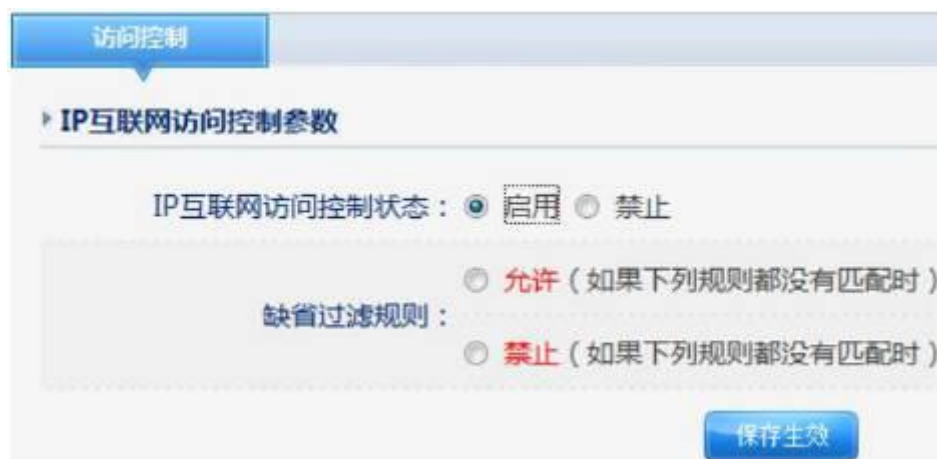 访问控制
IP互联网访问控制参数
IP互联网访问控制状态： 启用 禁止
缺省过滤规则：
允许（如果下列规则都没有匹配时）
禁止（如果下列规则都没有匹配时）
保存生效